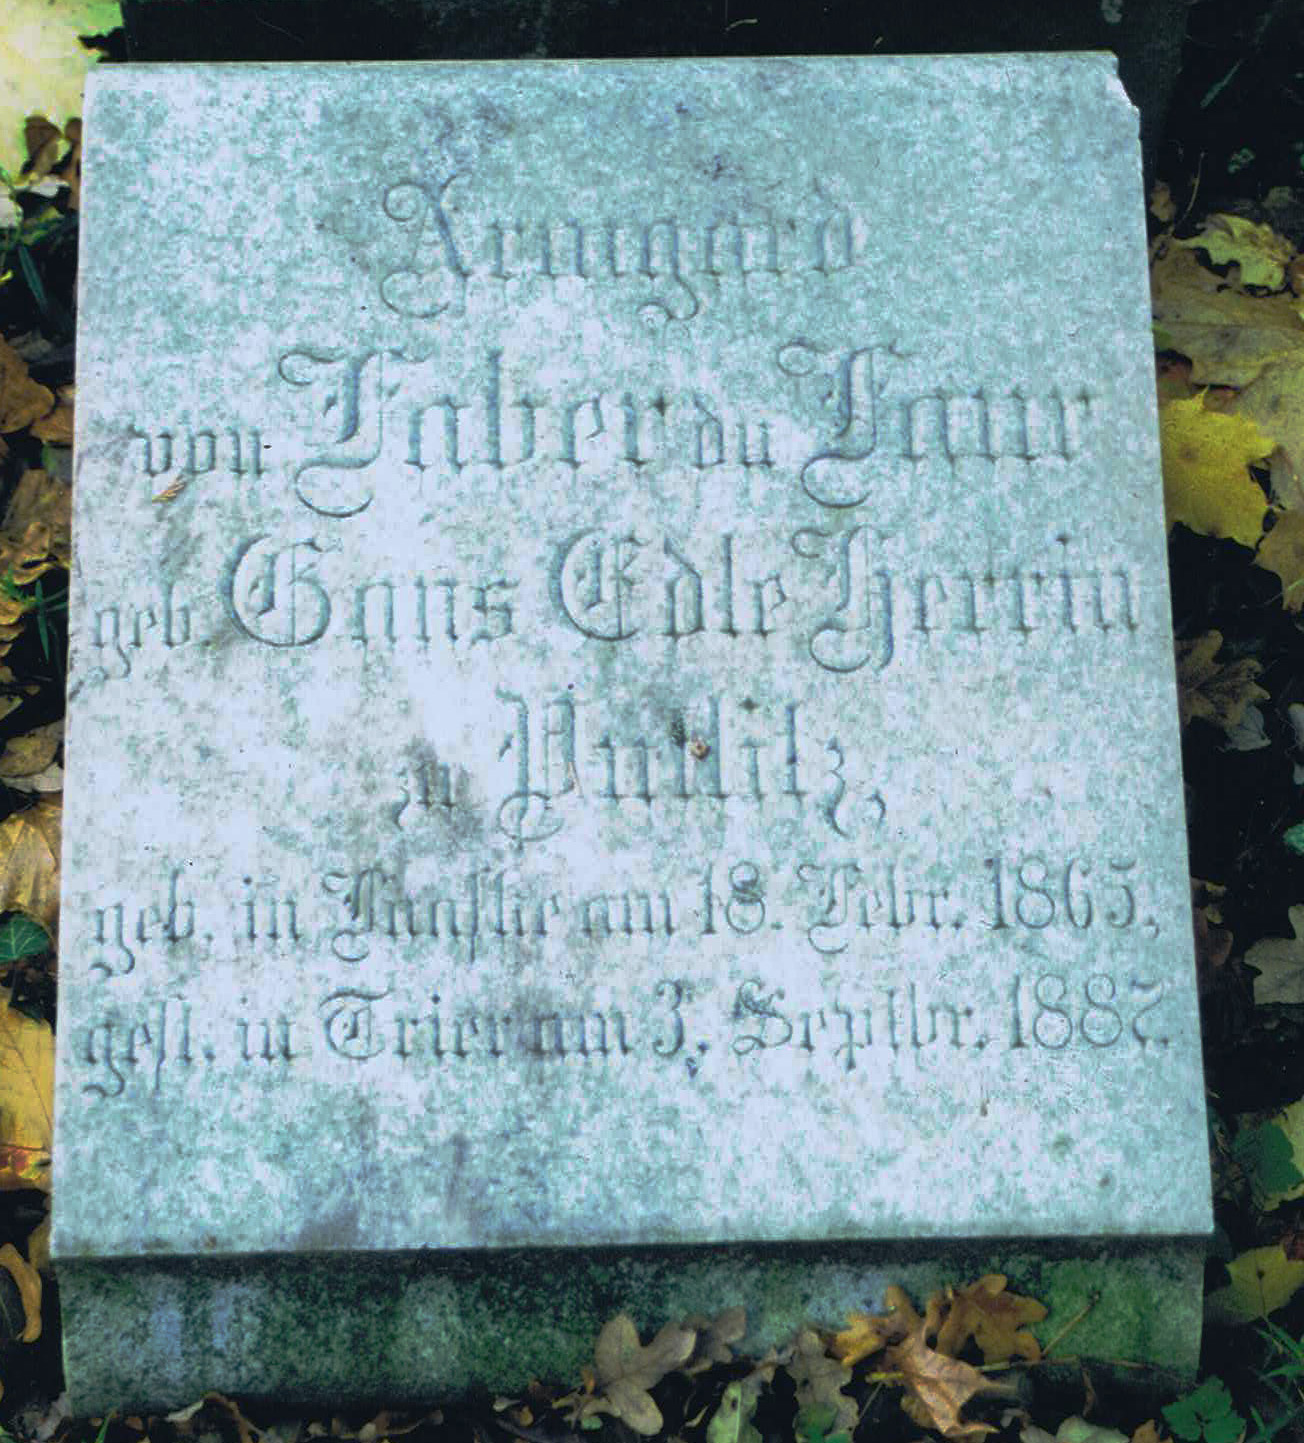 Armgard
von Faber du Faur
geb. Gans Edle Herrin
zu Putlitz,
geb. in Laaske am 18. Febr. 1865,
gest. in Trier am 3. Septbr. 1887.